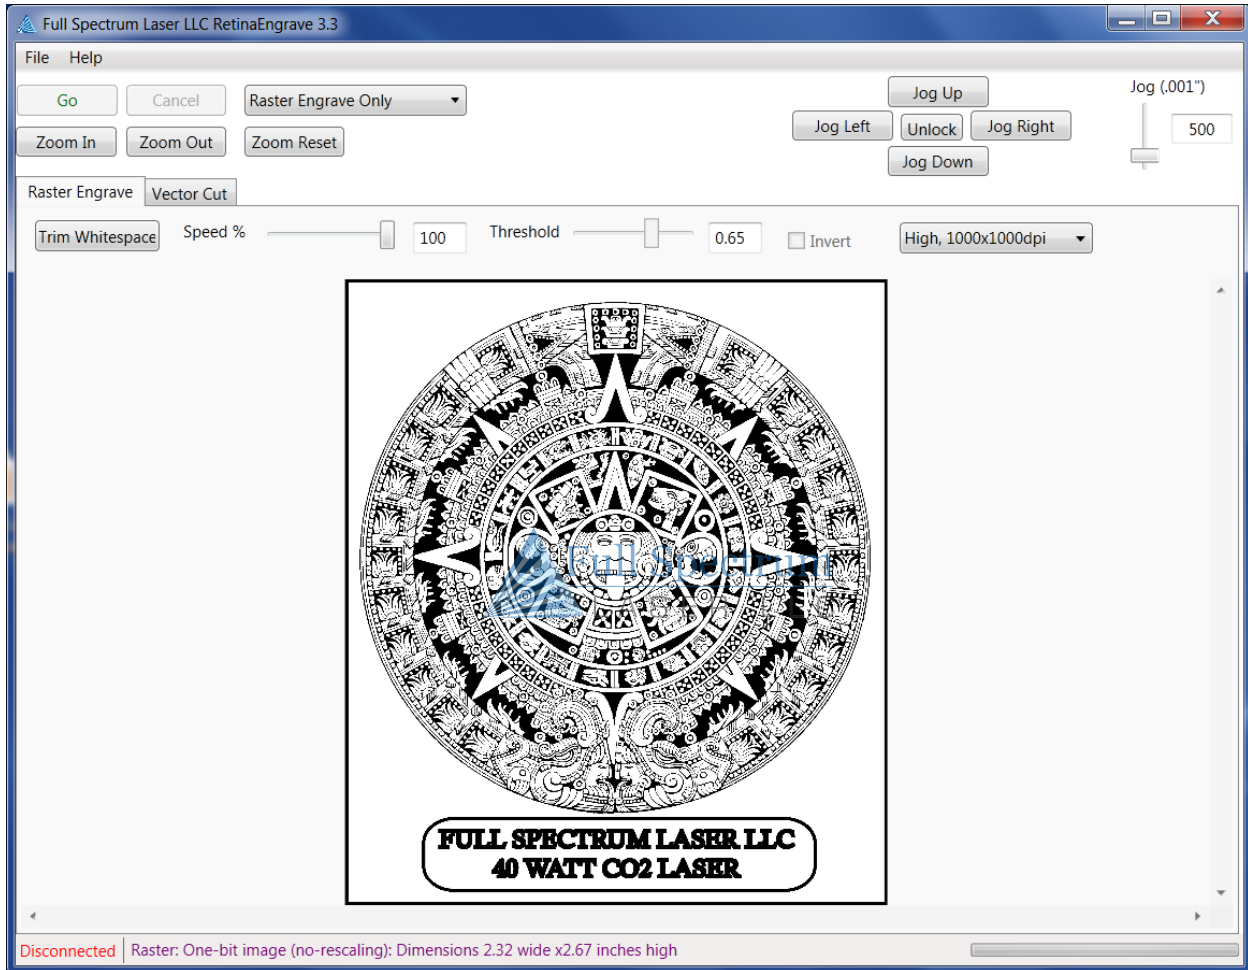 Full Spectrum Laser LLC RetinaEngrave 3.3
File Help
Go Cancel Raster Engrave Only
Zoom In Zoom Out Zoom Reset
Jog Up
Jog Left Unlock Jog Right
Jog Down
Jog (.001")
500
Raster Engrave Vector Cut
Trim Whitespace Speed % 100 Threshold 0.65 Invert High, 1000x1000dpi
Full Spectrum
FULL SPECTRUM LASER LLC
40 WATT CO2 LASER
Disconnected Raster: One-bit image (no-rescaling): Dimensions 2.32 wide x2.67 inches high